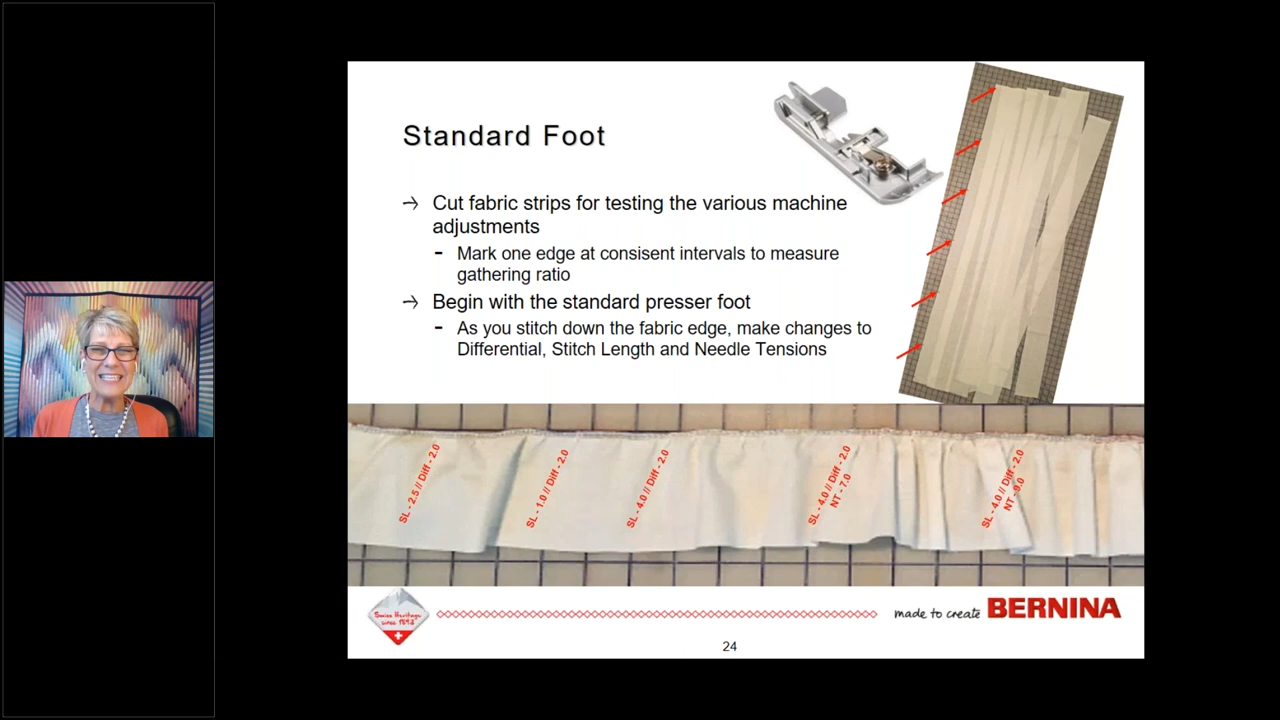 Standard Foot
Cut fabric strips for testing the various machine
adjustments
Mark one edge at consisent intervals to measure
gathering ratio
Begin with the standard presser foot
As you stitch down the fabric edge, make changes to
Differential, Stitch Length and Needle Tensions
SL - 2.5 // Diff - 2.0
SL - 1.0 // Diff - 2.0
SL - 4.0 // Diff - 2.0
SL - 4.0 // Diff - 2.0
NT - 7.0
SL - 4.0 // Diff - 2.0
NT - 9.0
Swiss Heritage
since 1893
made to create BERNINA
24